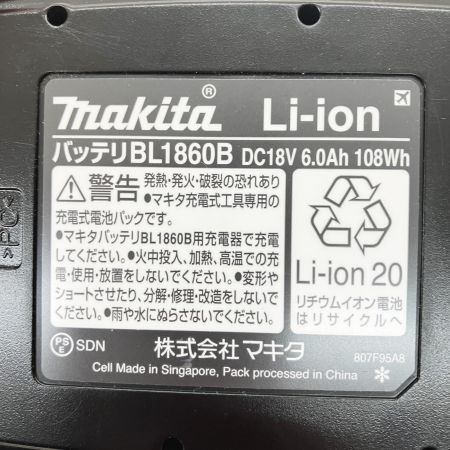 makita® Li-ion
バッテリBL1860B DC18V 6.0Ah 108Wh
⚠警告 発熱・発火・破裂の恐れあり
●マキタ充電式工具専用の
充電式電池パックです。
●マキタバッテリBL1860B用充電器で充電
してください。●火中投入、加熱、高温での充
電・使用・放置をしないでください。●変形や
ショートさせたり、分解・修理・改造をしないで
ください。●雨や水にぬらさないでください。
Li-ion 20
リチウムイオン電池
はリサイクルへ
PSE SDN 株式会社マキタ 807F95A8
Cell Made in Singapore, Pack processed in China *
>PC<